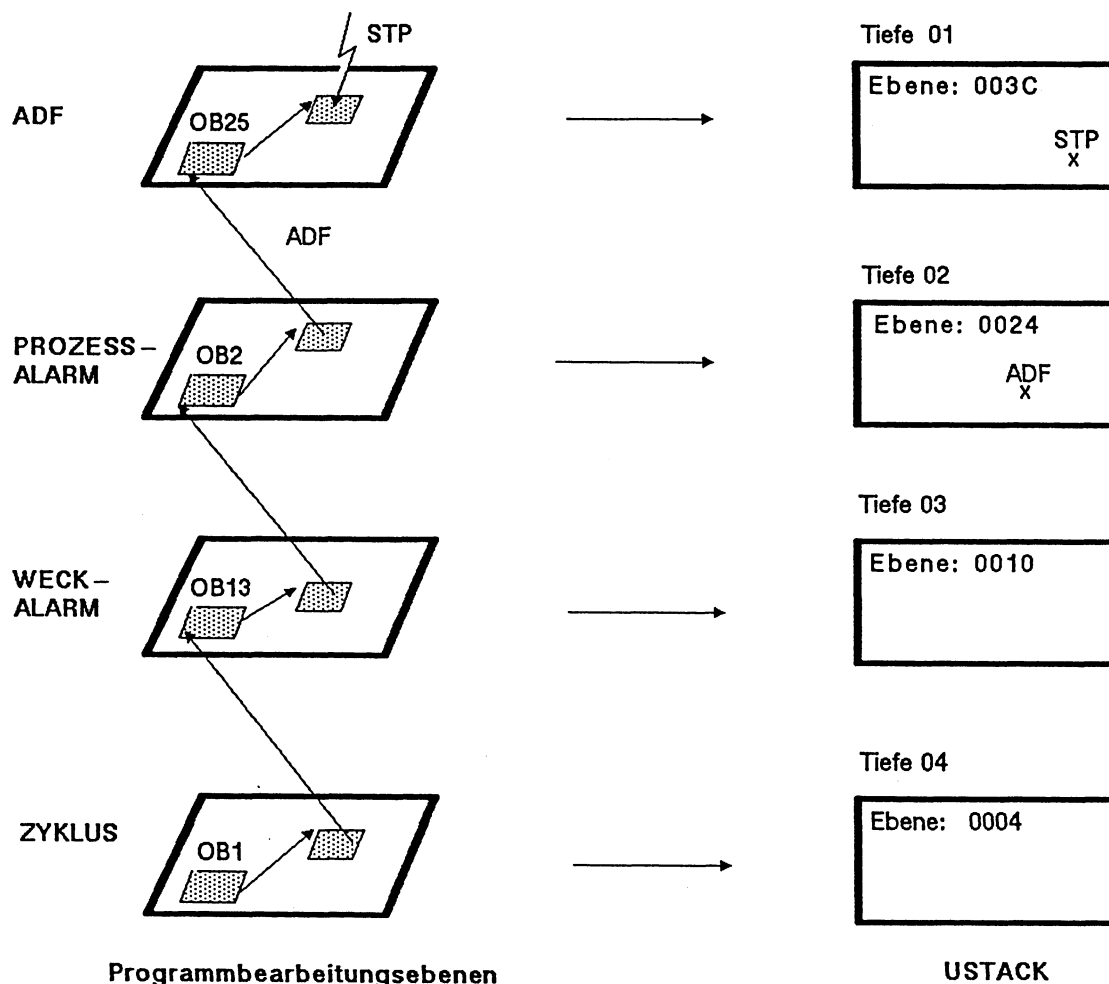 STP
Tiefe 01
ADF
OB25
Ebene: 003C
STP
x
ADF
Tiefe 02
PROZESS–
ALARM
OB2
Ebene: 0024
ADF
x
Tiefe 03
WECK–
ALARM
OB13
Ebene: 0010
Tiefe 04
ZYKLUS
OB1
Ebene: 0004
Programmbearbeitungsebenen
USTACK